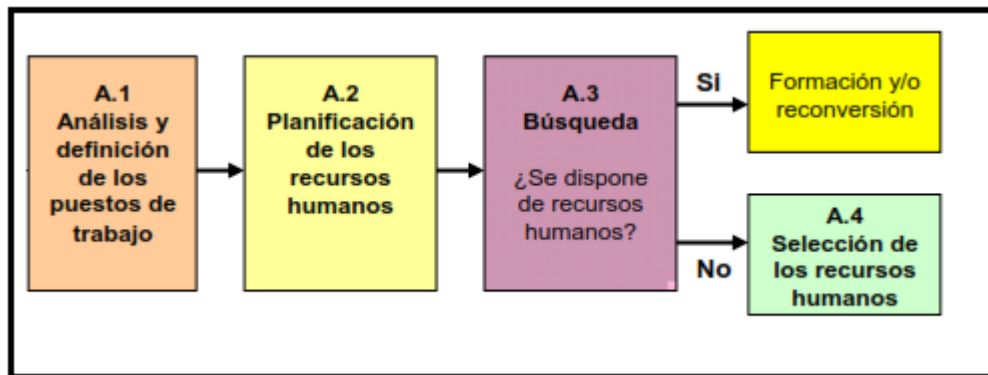 A.1
Análisis y
definición
de los
puestos de
trabajo
A.2
Planificación
de los
recursos
humanos
A.3
Búsqueda
¿Se dispone
de recursos
humanos?
Si
Formación y/o
reconversión
No
A.4
Selección de
los recursos
humanos